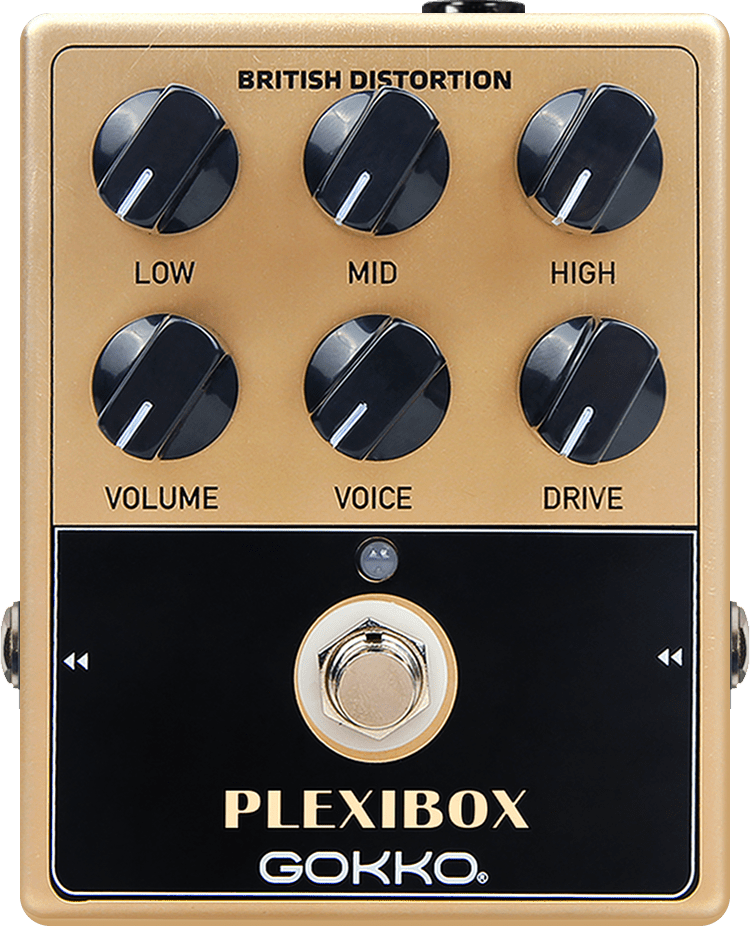 BRITISH DISTORTION
LOW MID HIGH
VOLUME VOICE DRIVE
PLEXIBOX
GOKKO®